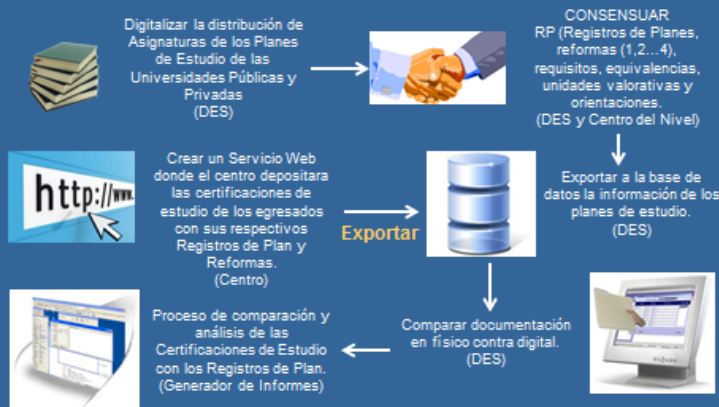 Digitalizar la distribución de
Asignaturas de los Planes
de Estudio de las
Universidades Públicas y
Privadas
(DES)
CONSENSUAR
RP (Registros de Planes,
reformas (1,2...4),
requisitos, equivalencias,
unidades valorativas y
orientaciones.
(DES y Centro del Nivel)
http://www.
Crear un Servicio Web
donde el centro depositara
las certificaciones de
estudio de los egresados
con sus respectivos
Registros de Plan y
Reformas.
(Centro)
Exportar
Exportar a la base de
datos la información de los
planes de estudio.
(DES)
Proceso de comparación y
análisis de las
Certificaciones de Estudio
con los Registros de Plan.
(Generador de Informes)
Comparar documentación
en físico contra digital.
(DES)